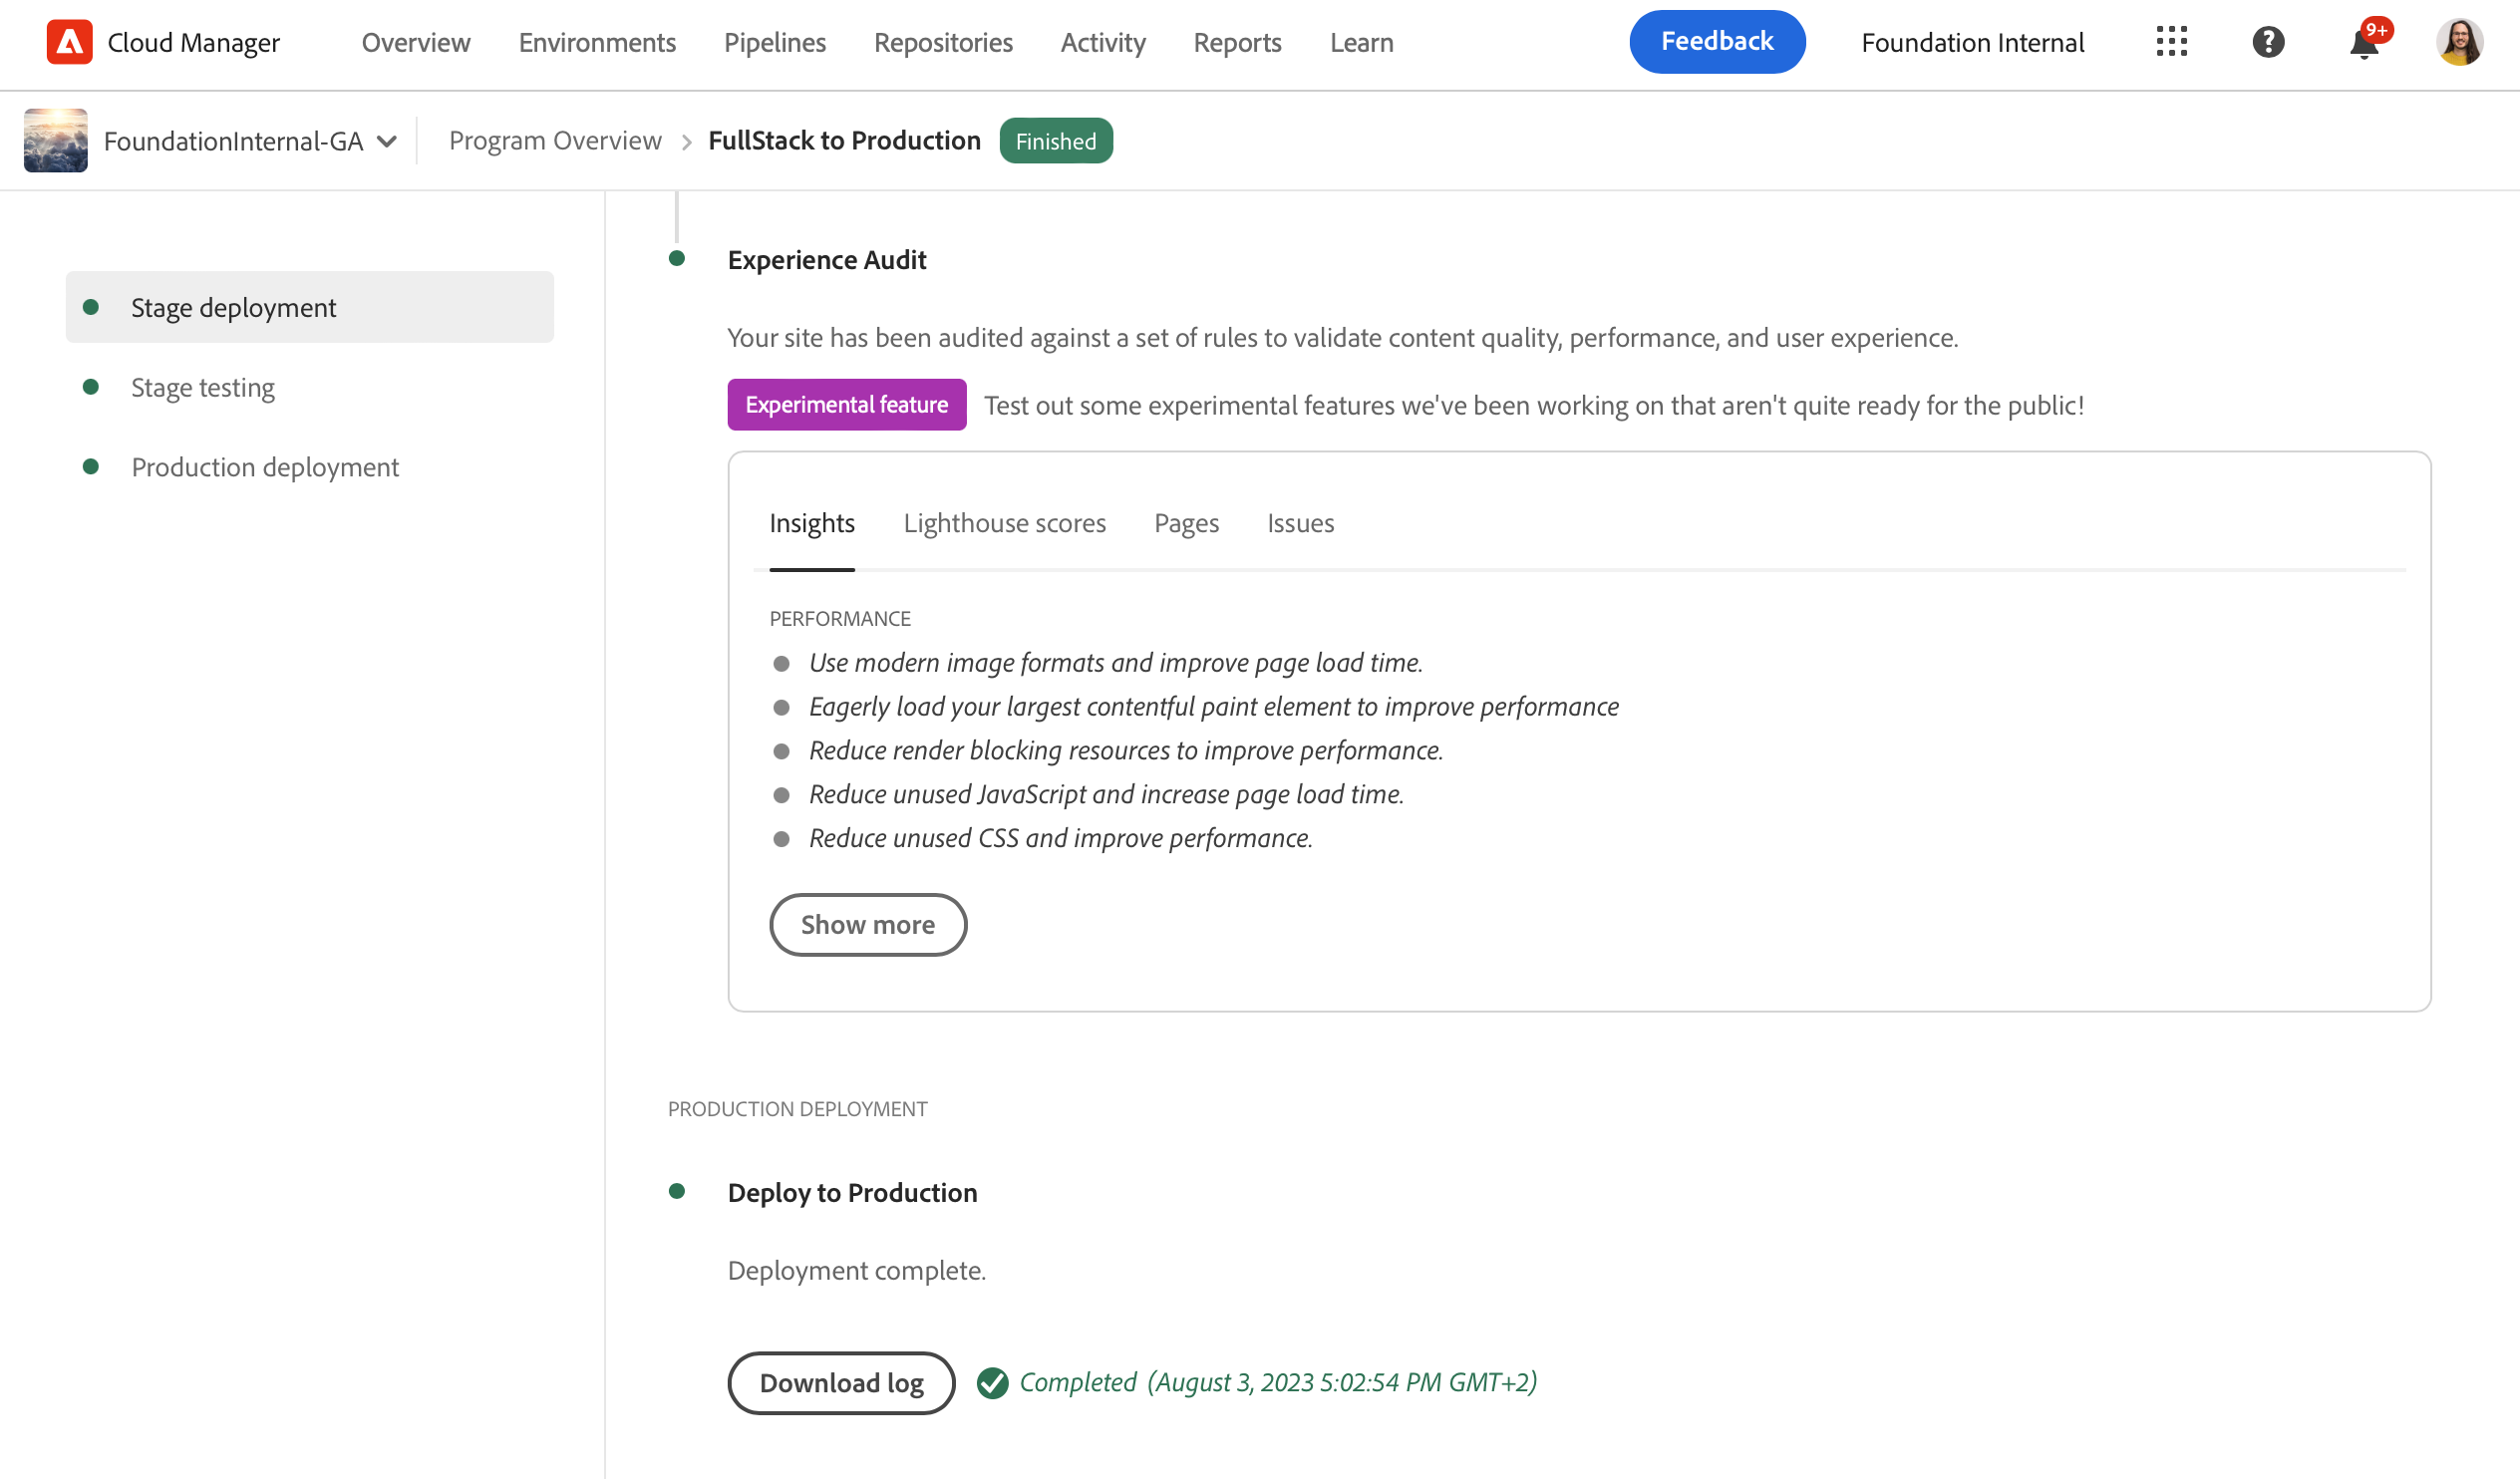 Cloud Manager Overview Environments Pipelines Repositories Activity Reports Learn Feedback Foundation Internal 9+
FoundationInternal-GA Program Overview FullStack to Production Finished
Stage deployment
Stage testing
Production deployment
Experience Audit
Your site has been audited against a set of rules to validate content quality, performance, and user experience.
Experimental feature Test out some experimental features we've been working on that aren't quite ready for the public!
Insights Lighthouse scores Pages Issues
PERFORMANCE
Use modern image formats and improve page load time.
Eagerly load your largest contentful paint element to improve performance
Reduce render blocking resources to improve performance.
Reduce unused JavaScript and increase page load time.
Reduce unused CSS and improve performance.
Show more
PRODUCTION DEPLOYMENT
Deploy to Production
Deployment complete.
Download log Completed (August 3, 2023 5:02:54 PM GMT+2)